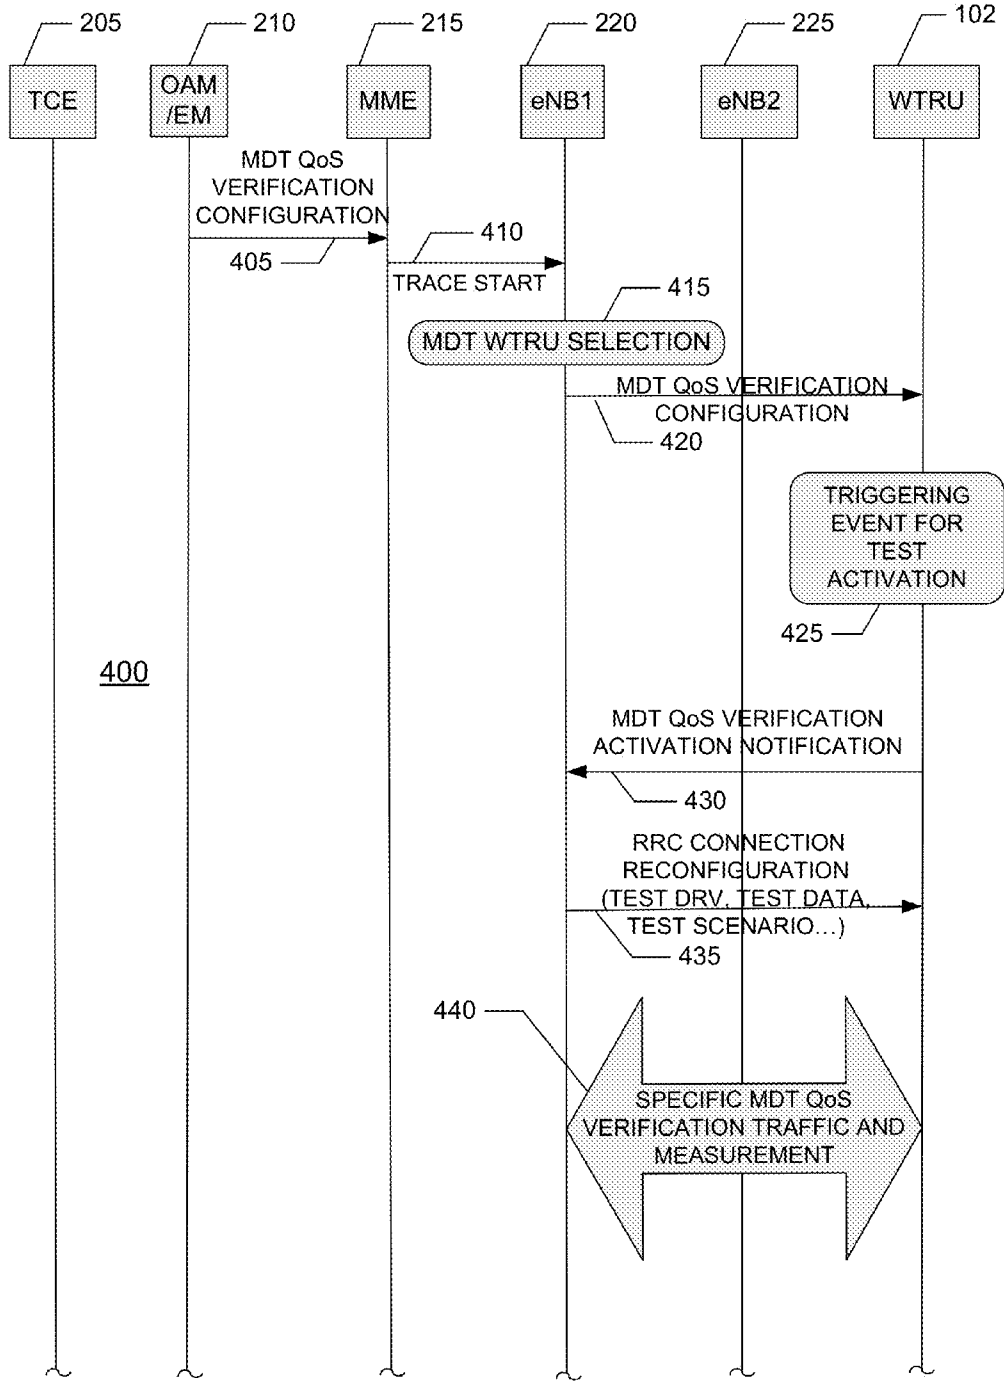 205
210
215
220
225
102
TCE
OAM
/EM
MME
eNB1
eNB2
WTRU
MDT QoS
VERIFICATION
CONFIGURATION
405
410
TRACE START
415
MDT WTRU SELECTION
MDT QoS VERIFICATION
CONFIGURATION
420
TRIGGERING
EVENT FOR
TEST
ACTIVATION
425
400
MDT QoS VERIFICATION
ACTIVATION NOTIFICATION
430
RRC CONNECTION
RECONFIGURATION
(TEST DRV, TEST DATA,
TEST SCENARIO...)
435
440
SPECIFIC MDT QoS
VERIFICATION TRAFFIC AND
MEASUREMENT